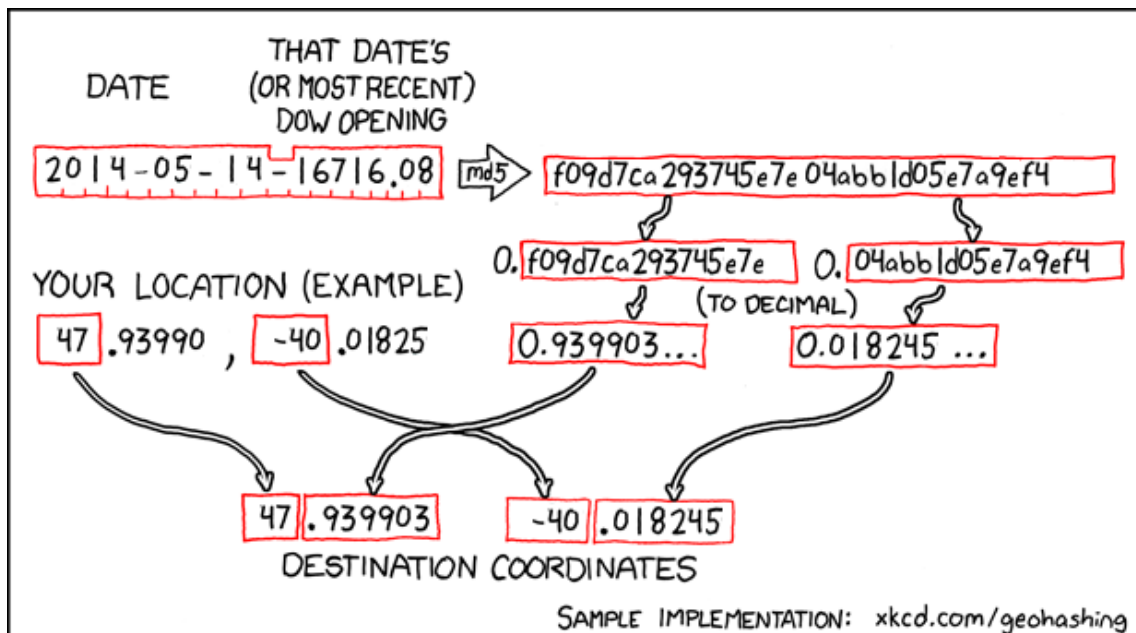 DATE
THAT DATE'S
(OR MOST RECENT)
DOW OPENING
2014-05-14-16716.08
md5
f09d7ca293745e7e04abb1d05e7a9ef4
0.f09d7ca293745e7e
0.04abb1d05e7a9ef4
YOUR LOCATION (EXAMPLE)
(TO DECIMAL)
47.93990, -40.01825
0.939903...
0.018245...
47.939903
-40.018245
DESTINATION COORDINATES
SAMPLE IMPLEMENTATION: xkcd.com/geohashing